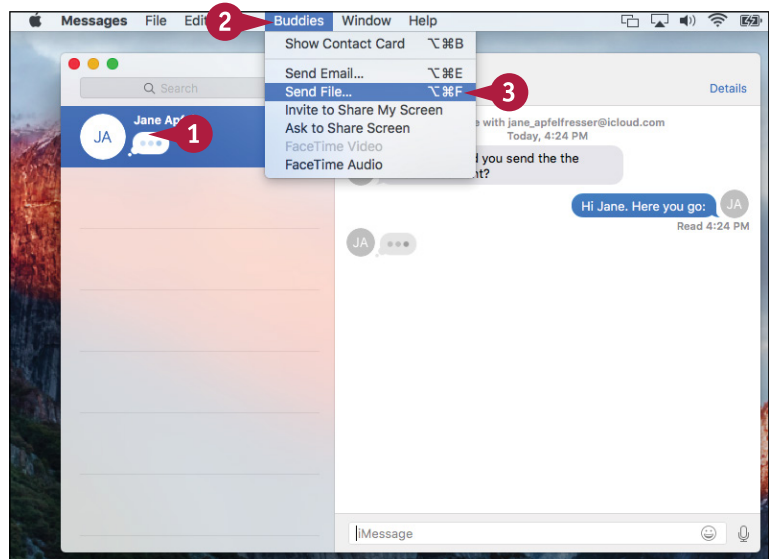 Messages File Edit Buddies Window Help
2
Show Contact Card ⌥⌘B
Send Email... ⌥⌘E
Send File... ⌥⌘F
3
Invite to Share My Screen
Ask to Share Screen
FaceTime Video
FaceTime Audio
Search
Details
JA
Jane
1
with jane_apfelfresser@icloud.com
Today, 4:24 PM
you send the the
Hi Jane. Here you go:
JA
Read 4:24 PM
JA
iMessage